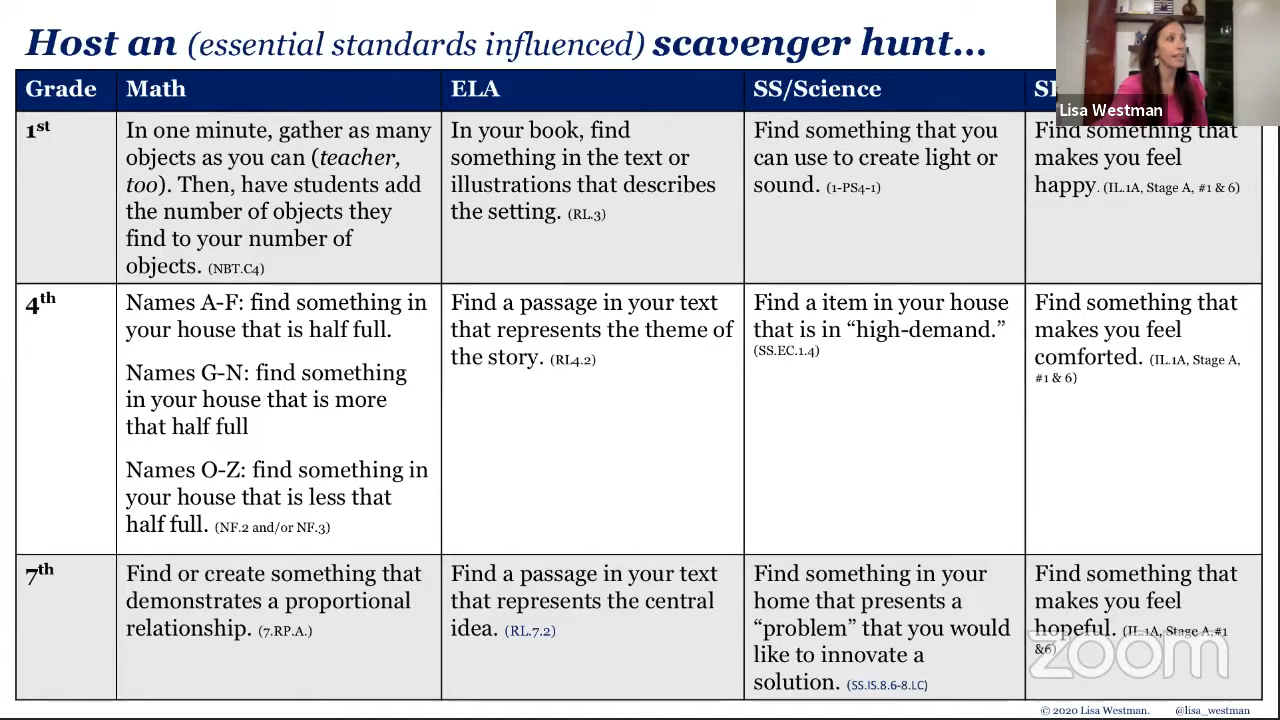 Host an (essential standards influenced) scavenger hunt...
Lisa Westman
Grade
Math
ELA
SS/Science
1st
In one minute, gather as many
objects as you can (teacher,
too). Then, have students add
the number of objects they
find to your number of
objects. (NBT.C4)
In your book, find
something in the text or
illustrations that describes
the setting. (RL.3)
Find something that you
can use to create light or
sound. (1-PS4-1)
Find something that
makes you feel
happy. (IL.1A, Stage A, #1 & 6)
4th
Names A-F: find something in
your house that is half full.
Names G-N: find something
in your house that is more
that half full
Names O-Z: find something in
your house that is less that
half full. (NF.2 and/or NF.3)
Find a passage in your text
that represents the theme of
the story. (RL4.2)
Find a item in your house
that is in “high-demand.”
(SS.EC.1.4)
Find something that
makes you feel
comforted. (IL.1A, Stage A,
#1 & 6)
7th
Find or create something that
demonstrates a proportional
relationship. (7.RP.A.)
Find a passage in your text
that represents the central
idea. (RL.7.2)
Find something in your
home that presents a
“problem” that you would
like to innovate a
solution. (SS.IS.8.6-8.LC)
Find something that
makes you feel
hopeful. (IL.1A, Stage A,#1
&6)
zoom
© 2020 Lisa Westman. @lisa_westman